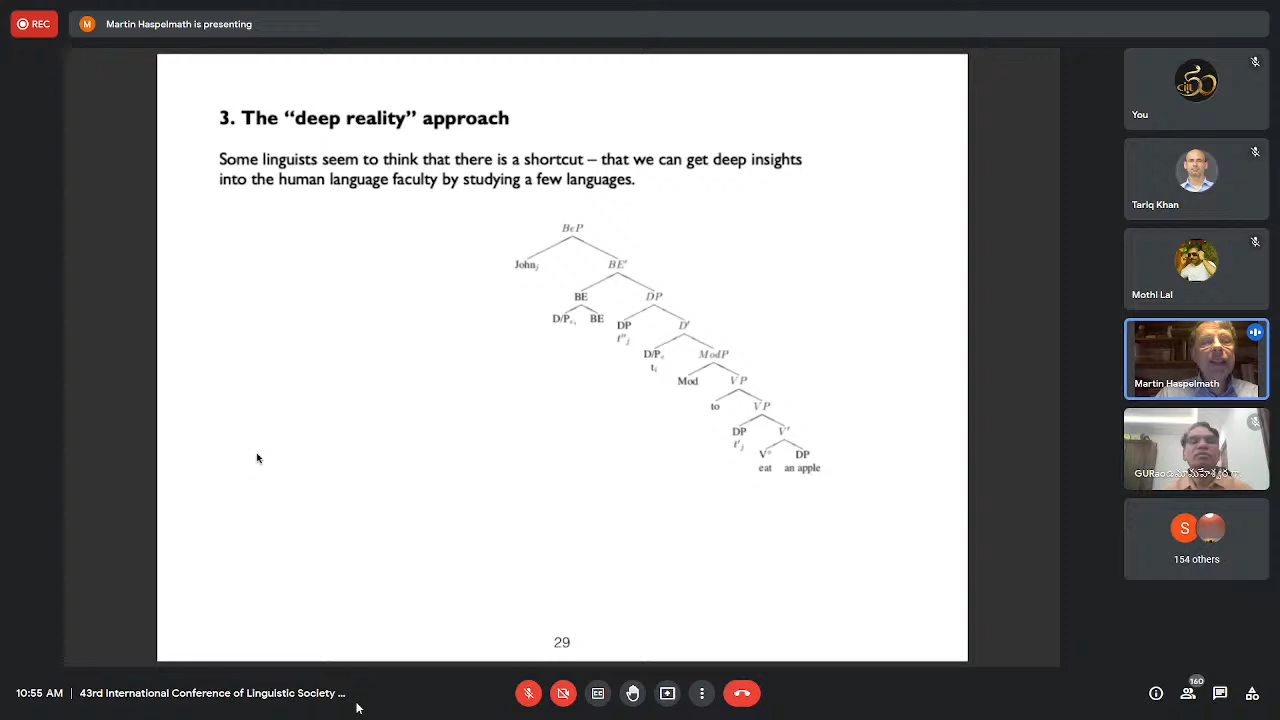 REC
M
Martin Haspelmath is presenting
3. The “deep reality” approach
Some linguists seem to think that there is a shortcut – that we can get deep insights
into the human language faculty by studying a few languages.
BeP
Johnj
BE'
BE
DP
D/P
BE
DP
D'
t''j
D/P
ModP
ti
Mod
VP
to
VP
DP
V'
t'j
V°
DP
eat
an apple
29
You
Tariq Khan
Mothi Lal
Martin Haspelmath
GURao
S
154 others
10:55 AM | 43rd International Conference of Linguistic Society ...
160